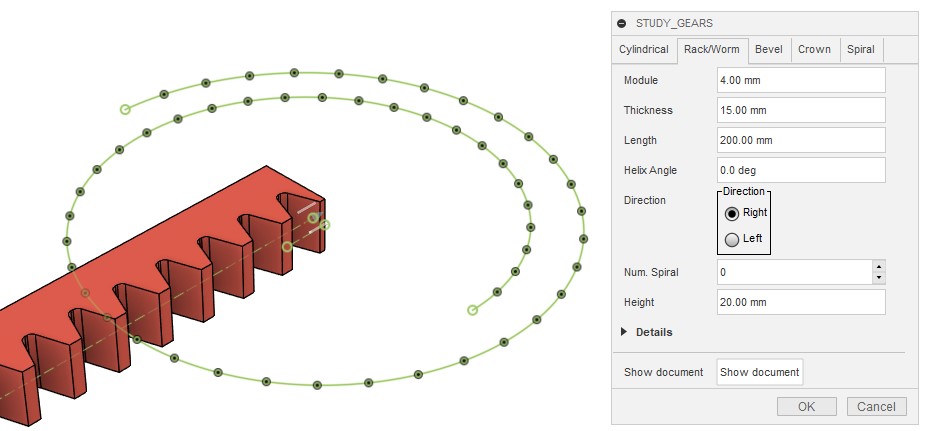 STUDY_GEARS
Cylindrical Rack/Worm Bevel Crown Spiral
Module 4.00 mm
Thickness 15.00 mm
Length 200.00 mm
Helix Angle 0.0 deg
Direction Direction
Right
Left
Num. Spiral 0
Height 20.00 mm
Details
Show document Show document
OK Cancel